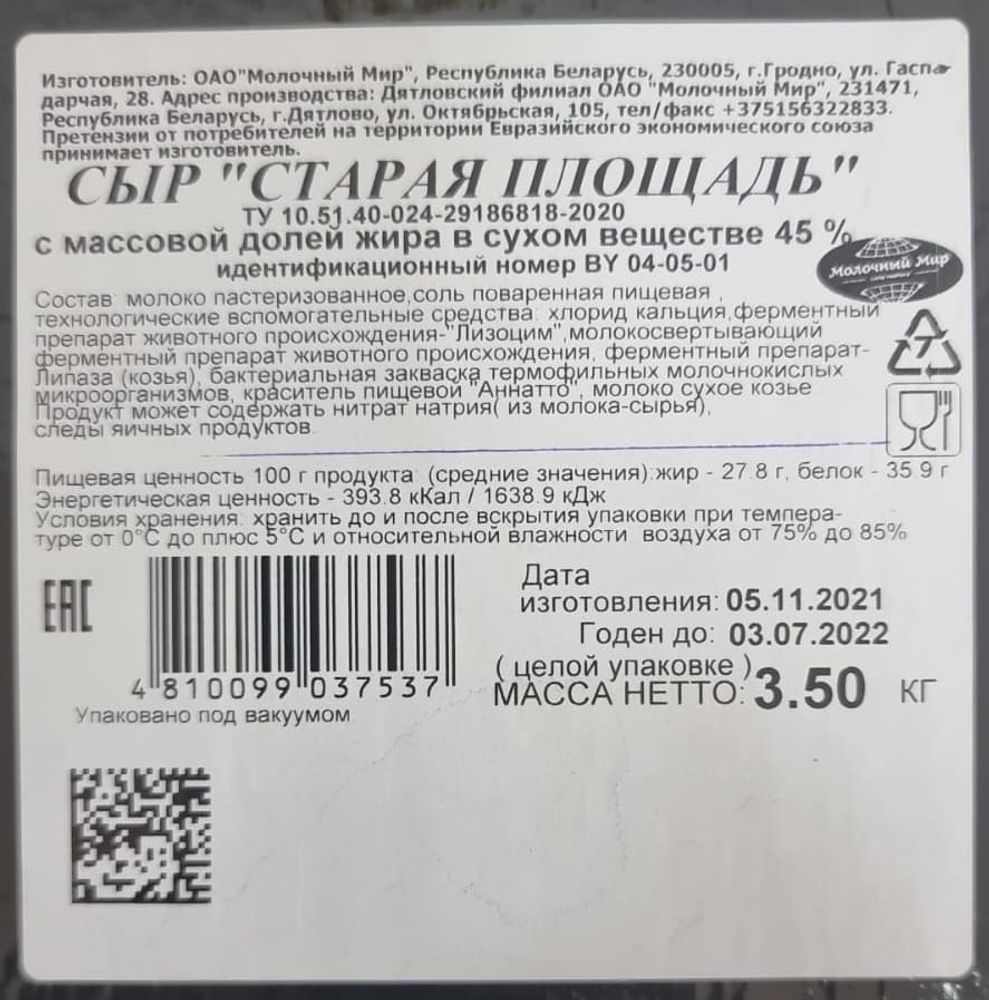 Изготовитель: ОАО"Молочный Мир", Республика Беларусь, 230005, г.Гродно, ул. Гаспа-
дарчая, 28. Адрес производства: Дятловский филиал ОАО "Молочный Мир", 231471,
Республика Беларусь, г.Дятлово, ул. Октябрьская, 105, тел/факс +375156322833.
Претензии от потребителей на территории Евразийского экономического союза
принимает изготовитель.
СЫР "СТАРАЯ ПЛОЩАДЬ"
ТУ 10.51.40-024-29186818-2020
с массовой долей жира в сухом веществе 45 %
идентификационный номер BY 04-05-01
Молочный Мир
Состав: молоко пастеризованное,соль поваренная пищевая ,
технологические вспомогательные средства: хлорид кальция,ферментный
препарат животного происхождения-"Лизоцим",молокосвертывающий
ферментный препарат животного происхождения, ферментный препарат-
Липаза (козья), бактериальная закваска термофильных молочнокислых
микроорганизмов, краситель пищевой "Аннатто", молоко сухое козье
Продукт может содержать нитрат натрия( из молока-сырья),
следы яичных продуктов.
7
Пищевая ценность 100 г продукта: (средние значения):жир - 27.8 г, белок - 35.9 г
Энергетическая ценность - 393.8 кКал / 1638.9 кДж
Условия хранения: хранить до и после вскрытия упаковки при темпера-
туре от 0°С до плюс 5°С и относительной влажности воздуха от 75% до 85%
EAC
Дата
изготовления: 05.11.2021
Годен до: 03.07.2022
( целой упаковке )
МАССА НЕТТО: 3.50 кг
4 810099 037537
Упаковано под вакуумом